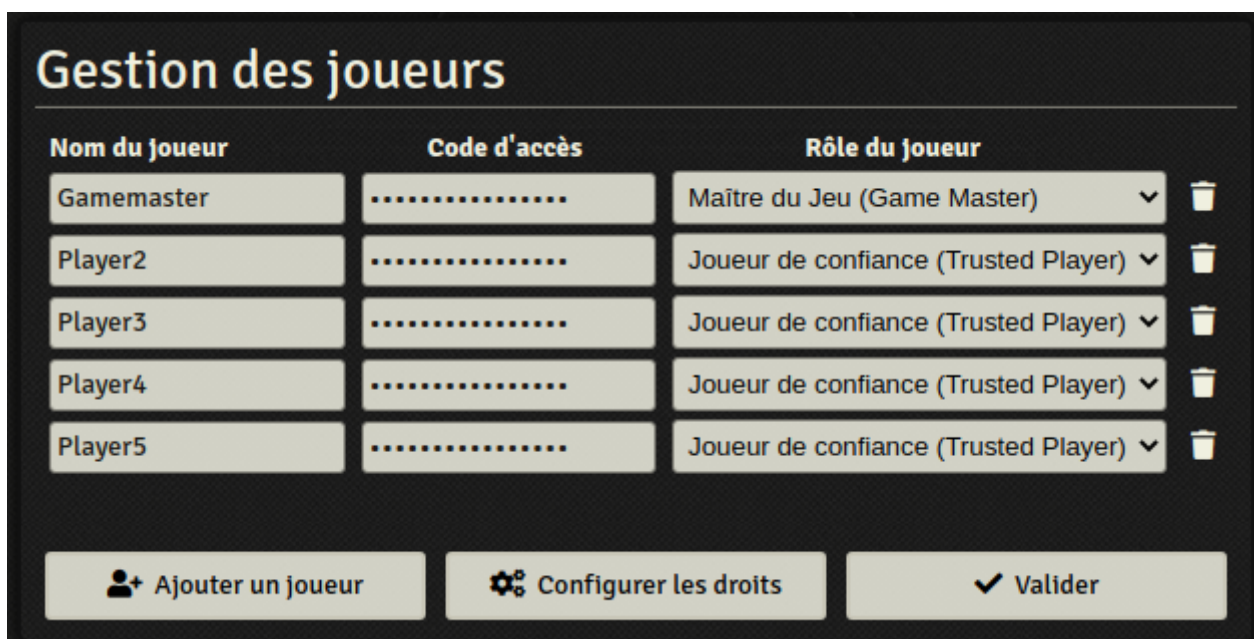 Gestion des joueurs
Nom du joueur Code d'accès Rôle du joueur
Gamemaster •••••••••••••••• Maître du Jeu (Game Master)
Player2 •••••••••••••••• Joueur de confiance (Trusted Player)
Player3 •••••••••••••••• Joueur de confiance (Trusted Player)
Player4 •••••••••••••••• Joueur de confiance (Trusted Player)
Player5 •••••••••••••••• Joueur de confiance (Trusted Player)
Ajouter un joueur Configurer les droits Valider